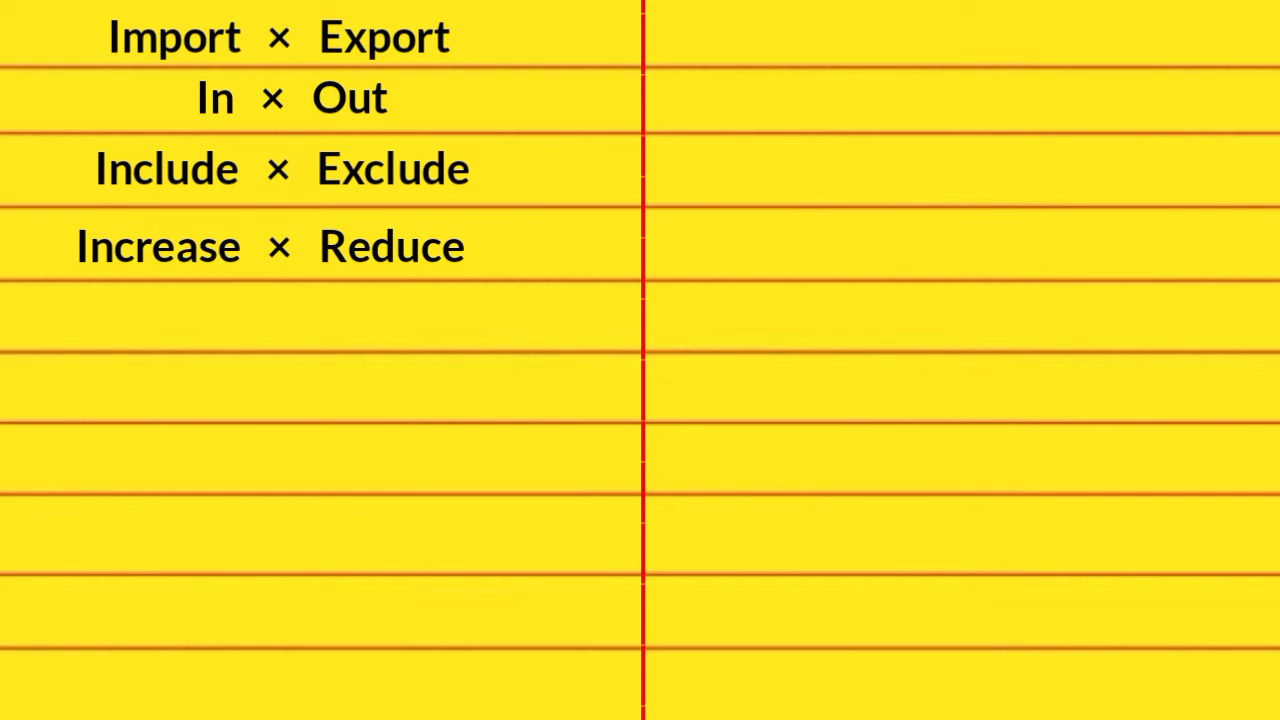 Import × Export
In × Out
Include × Exclude
Increase × Reduce